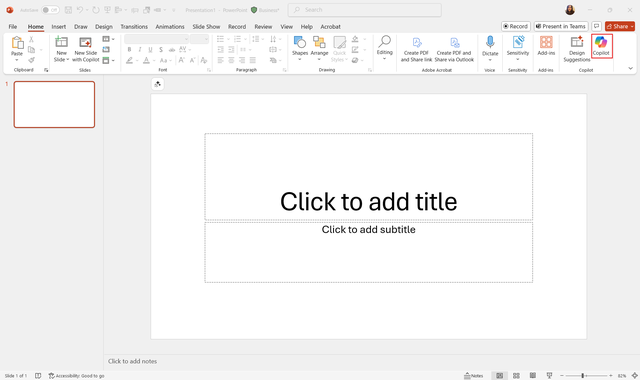 AutoSave Off Presentation1 - PowerPoint Business* Search
File Home Insert Draw Design Transitions Animations Slide Show Record Review View Help Acrobat Record Present in Teams Share
Paste New Slide New Slide with Copilot Shapes Arrange Quick Styles Editing Create PDF and Share link Create PDF and Share via Outlook Dictate Sensitivity Add-ins Design Suggestions Copilot
Clipboard Slides Font Paragraph Drawing Adobe Acrobat Voice Sensitivity Add-ins Copilot
1
Click to add title
Click to add subtitle
Click to add notes
Slide 1 of 1 Accessibility: Good to go Notes 82%